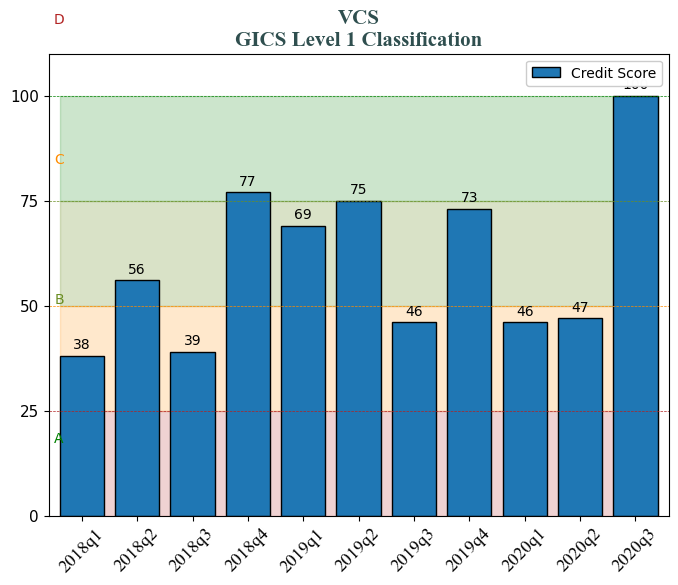 D
VCS
GICS Level 1 Classification
Credit Score
100
100
C
77
75
75
73
69
56
B
50
46
46
47
38
39
25
A
0
2018q1
2018q2
2018q3
2018q4
2019q1
2019q2
2019q3
2019q4
2020q1
2020q2
2020q3